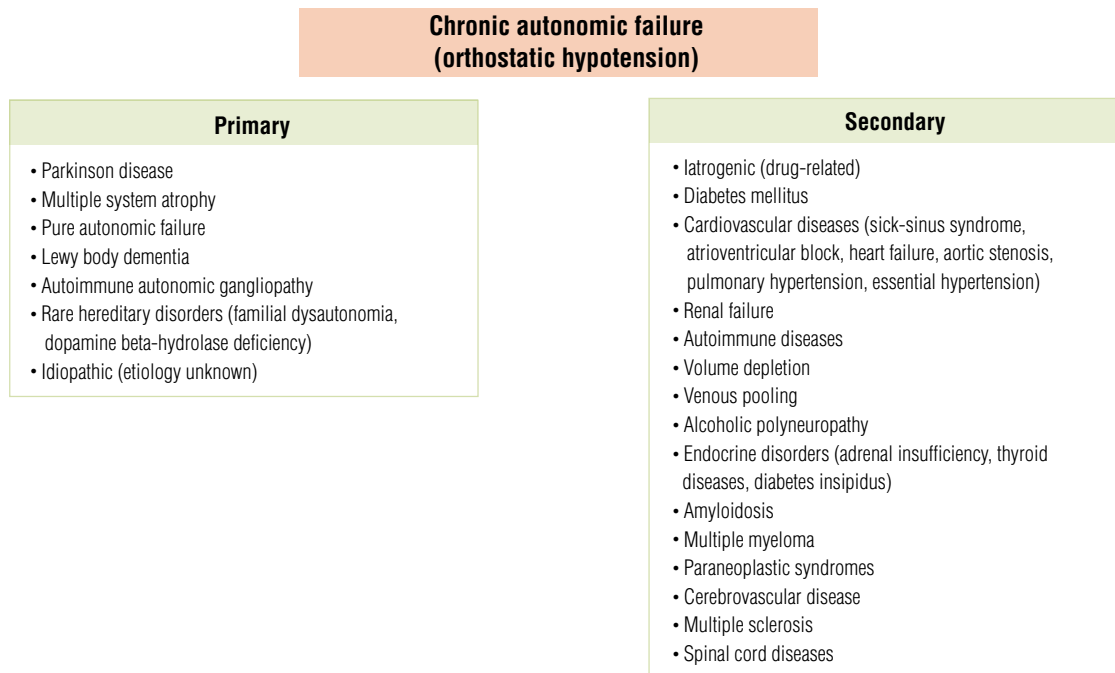 Chronic autonomic failure
(orthostatic hypotension)
Primary
• Parkinson disease
• Multiple system atrophy
• Pure autonomic failure
• Lewy body dementia
• Autoimmune autonomic gangliopathy
• Rare hereditary disorders (familial dysautonomia,
dopamine beta-hydrolase deficiency)
• Idiopathic (etiology unknown)
Secondary
• Iatrogenic (drug-related)
• Diabetes mellitus
• Cardiovascular diseases (sick-sinus syndrome,
atrioventricular block, heart failure, aortic stenosis,
pulmonary hypertension, essential hypertension)
• Renal failure
• Autoimmune diseases
• Volume depletion
• Venous pooling
• Alcoholic polyneuropathy
• Endocrine disorders (adrenal insufficiency, thyroid
diseases, diabetes insipidus)
• Amyloidosis
• Multiple myeloma
• Paraneoplastic syndromes
• Cerebrovascular disease
• Multiple sclerosis
• Spinal cord diseases